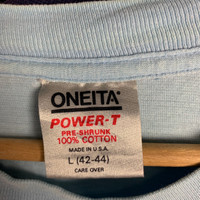 ONEITA®
POWER-T
PRE-SHRUNK
100% COTTON
MADE IN U.S.A.
L (42-44)
CARE OVER